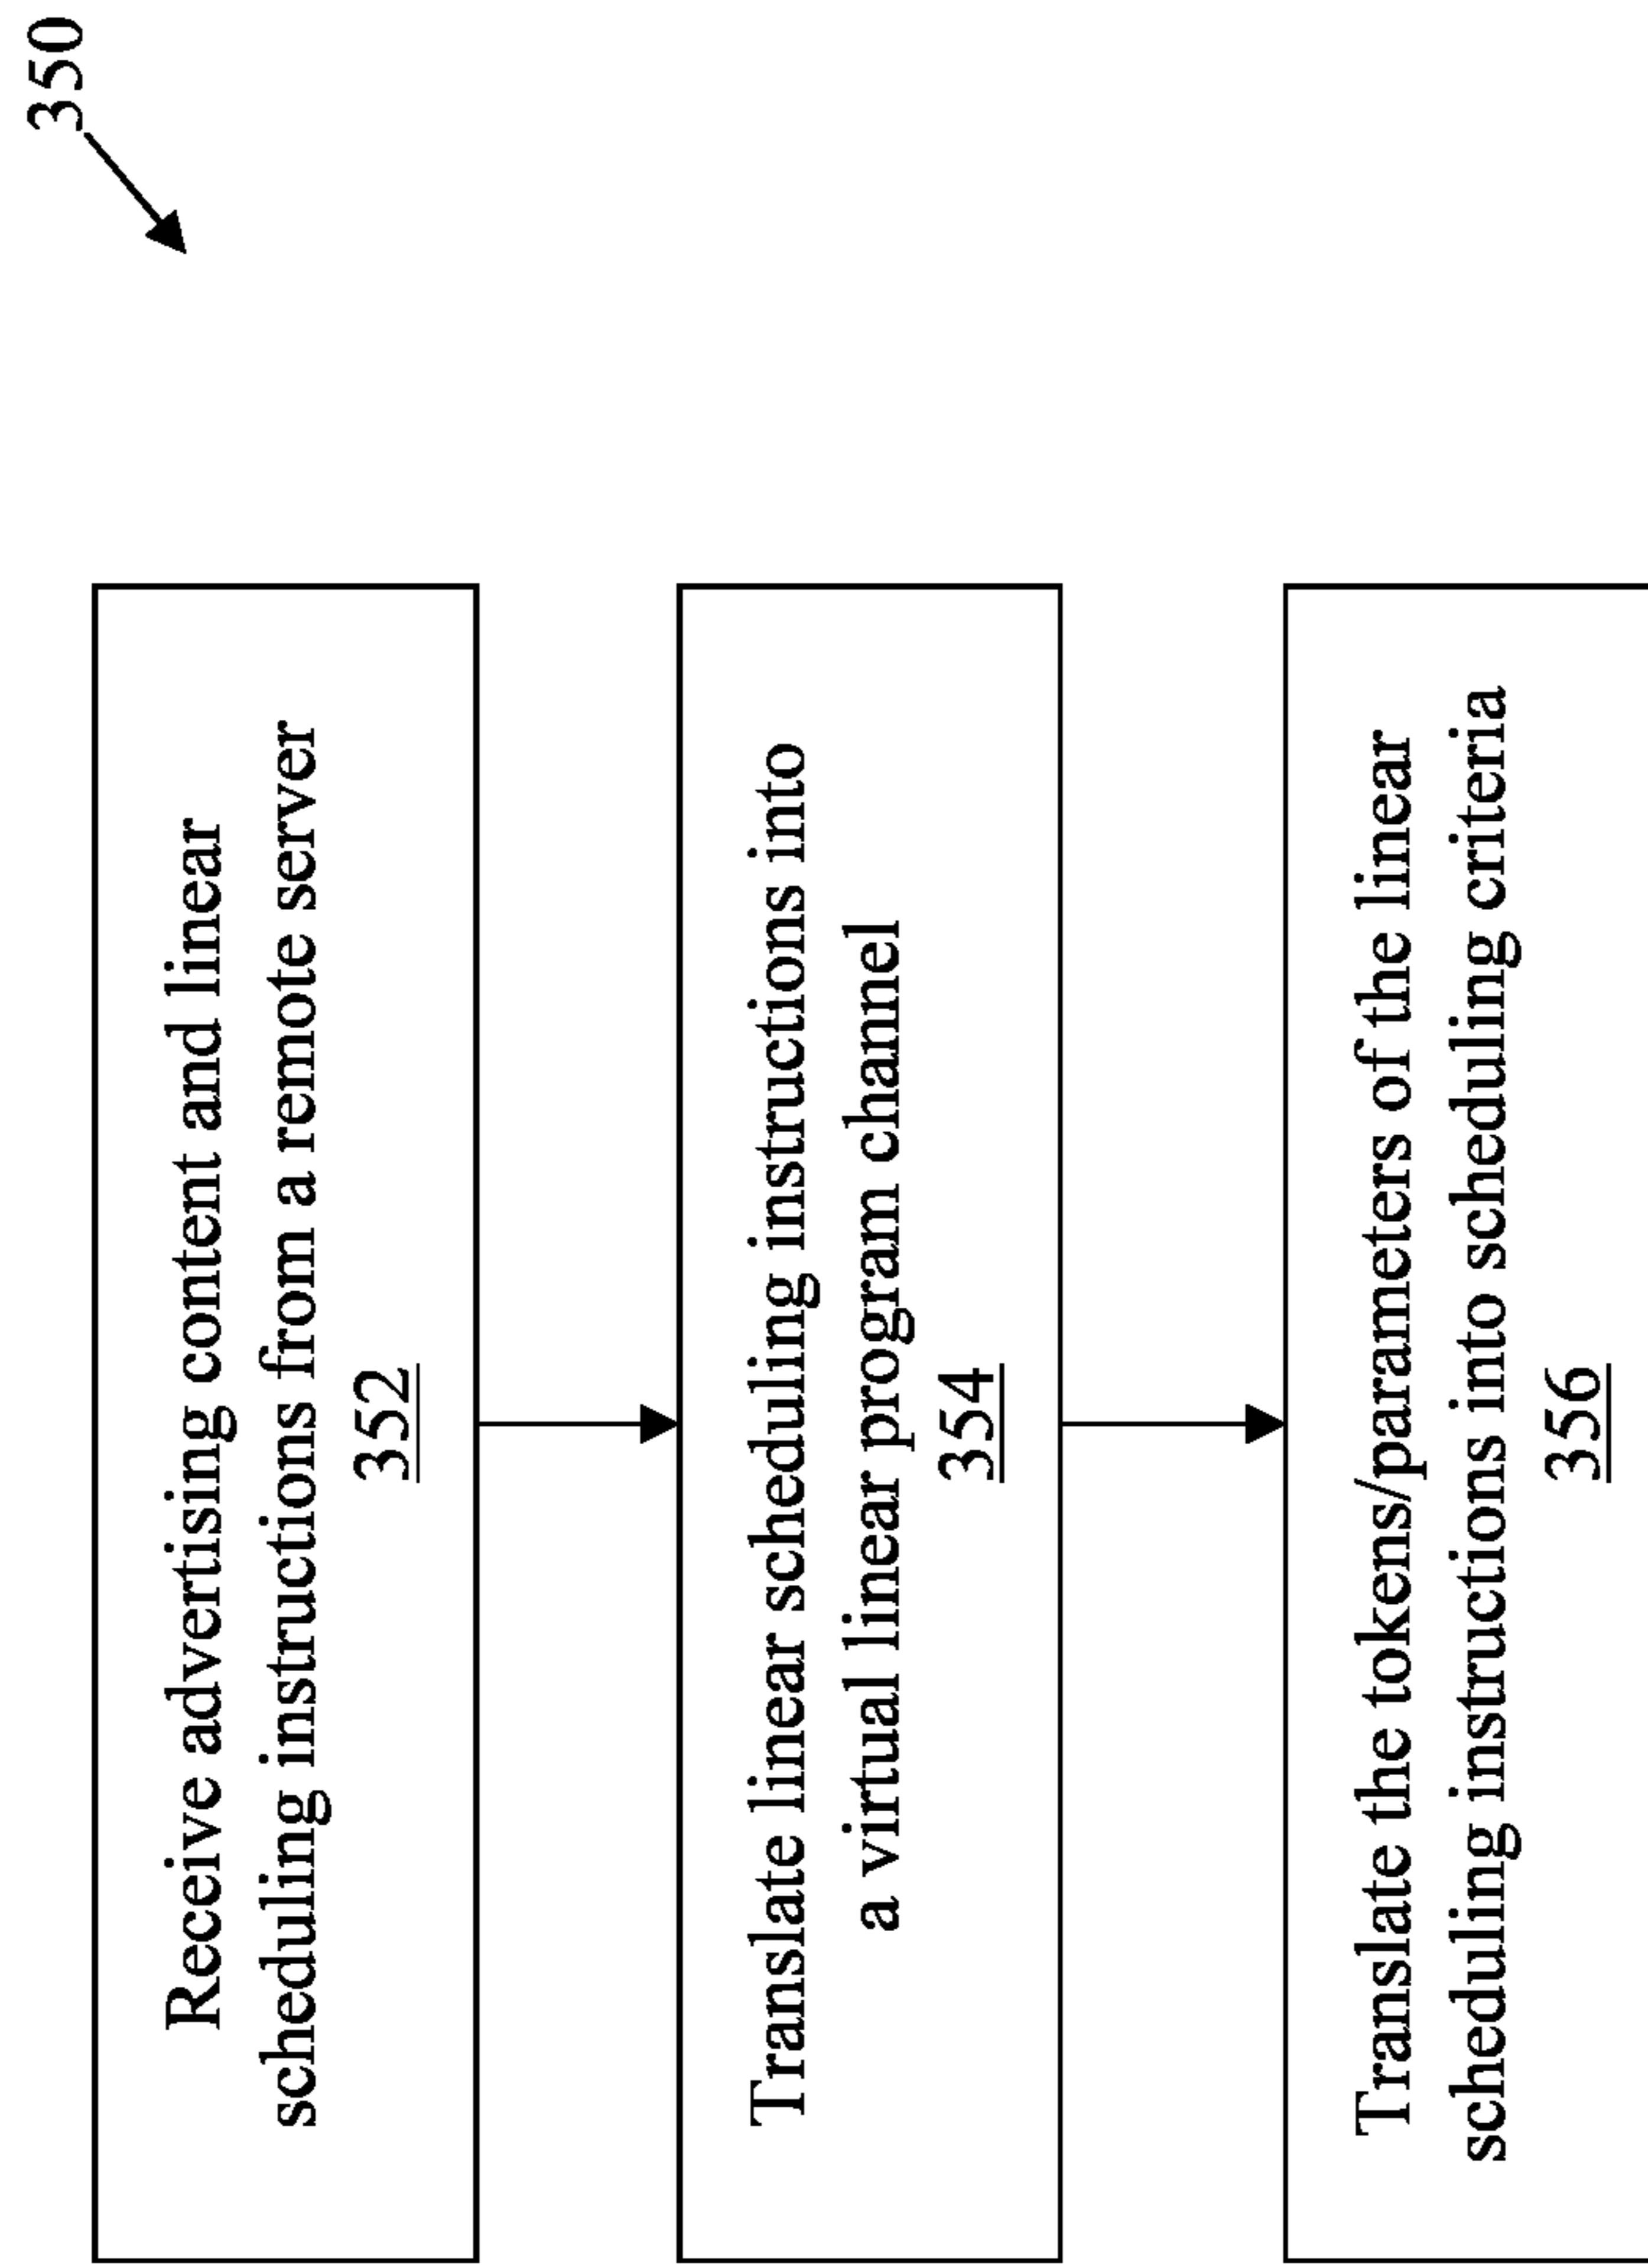 350
Receive advertising content and linear
scheduling instructions from a remote server
352
Translate linear scheduling instructions into
a virtual linear program channel
354
Translate the tokens/parameters of the linear
scheduling instructions into scheduling criteria
356